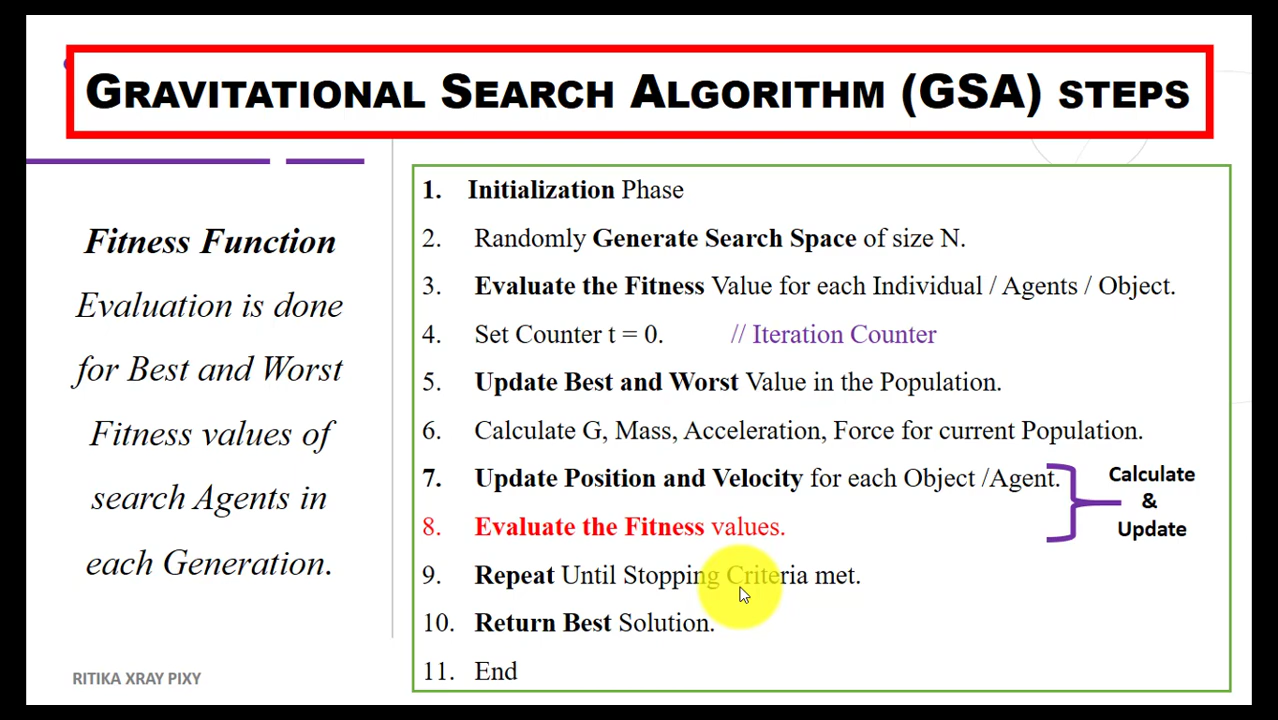 GRAVITATIONAL SEARCH ALGORITHM (GSA) STEPS
Fitness Function
Evaluation is done
for Best and Worst
Fitness values of
search Agents in
each Generation.
1. Initialization Phase
2. Randomly Generate Search Space of size N.
3. Evaluate the Fitness Value for each Individual / Agents / Object.
4. Set Counter t = 0. // Iteration Counter
5. Update Best and Worst Value in the Population.
6. Calculate G, Mass, Acceleration, Force for current Population.
7. Update Position and Velocity for each Object /Agent.
8. Evaluate the Fitness values.
Calculate
&
Update
9. Repeat Until Stopping Criteria met.
10. Return Best Solution.
11. End
RITIKA XRAY PIXY